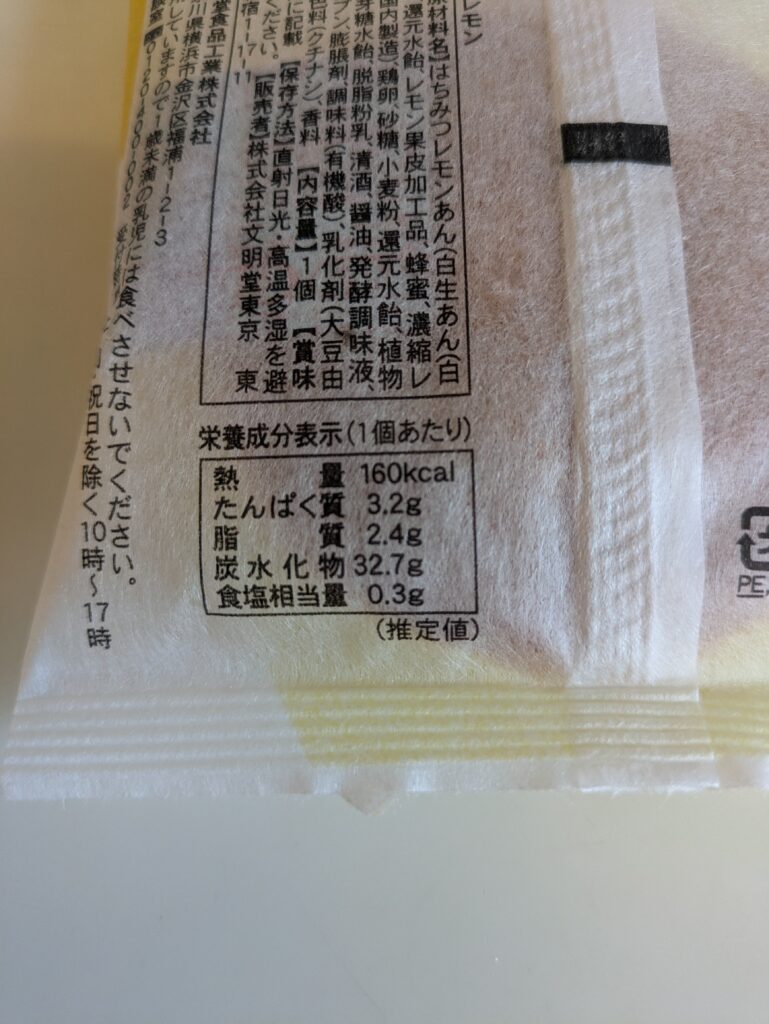 レモン
原材料名】はちみつレモンあん(白生あん(白
還元水飴、レモン果皮加工品、蜂蜜、濃縮レ
国内製造)、鶏卵、砂糖、小麦粉、還元水飴、植物
芽糖水飴、脱脂粉乳、清酒、醤油、発酵調味液、
プン、膨脹剤、調味料(有機酸)、乳化剤(大豆由
色料(クチナシ)、香料 【内容量】1個 【賞味
に記載 【保存方法】直射日光・高温多湿を避
ください。 【販売者】株式会社文明堂東京 東
宿1-17-11
堂食品工業株式会社
川県横浜市金沢区福浦1-2-3
していますので1歳未満の乳児には食べさせないでください。
0120-400-002
祝日を除く10時〜17時
栄養成分表示(1個あたり)
熱量 160kcal
たんぱく質 3.2g
脂質 2.4g
炭水化物 32.7g
食塩相当量 0.3g
(推定値)
PE